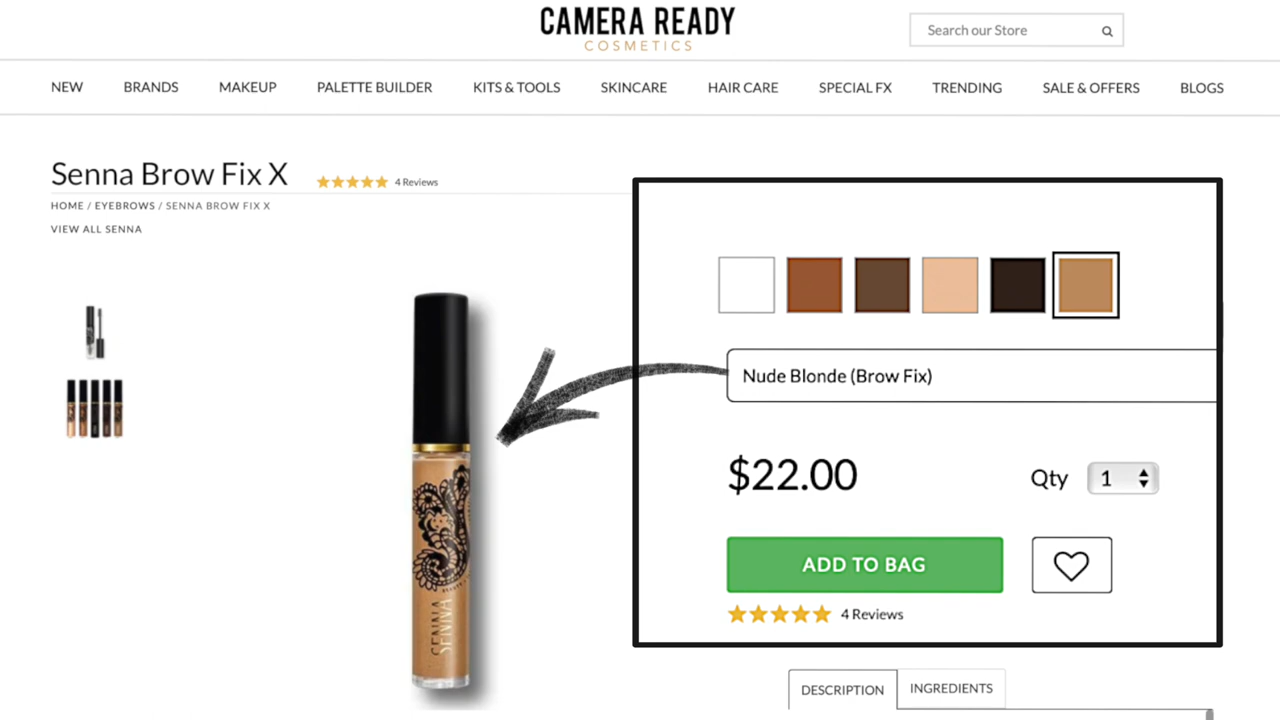 CAMERA READY
COSMETICS
Search our Store
NEW BRANDS MAKEUP PALETTE BUILDER KITS & TOOLS SKINCARE HAIR CARE SPECIAL FX TRENDING SALE & OFFERS BLOGS
Senna Brow Fix X 4 Reviews
HOME / EYEBROWS / SENNA BROW FIX X
VIEW ALL SENNA
Nude Blonde (Brow Fix)
$22.00 Qty 1
ADD TO BAG
4 Reviews
SENNA
DESCRIPTION INGREDIENTS